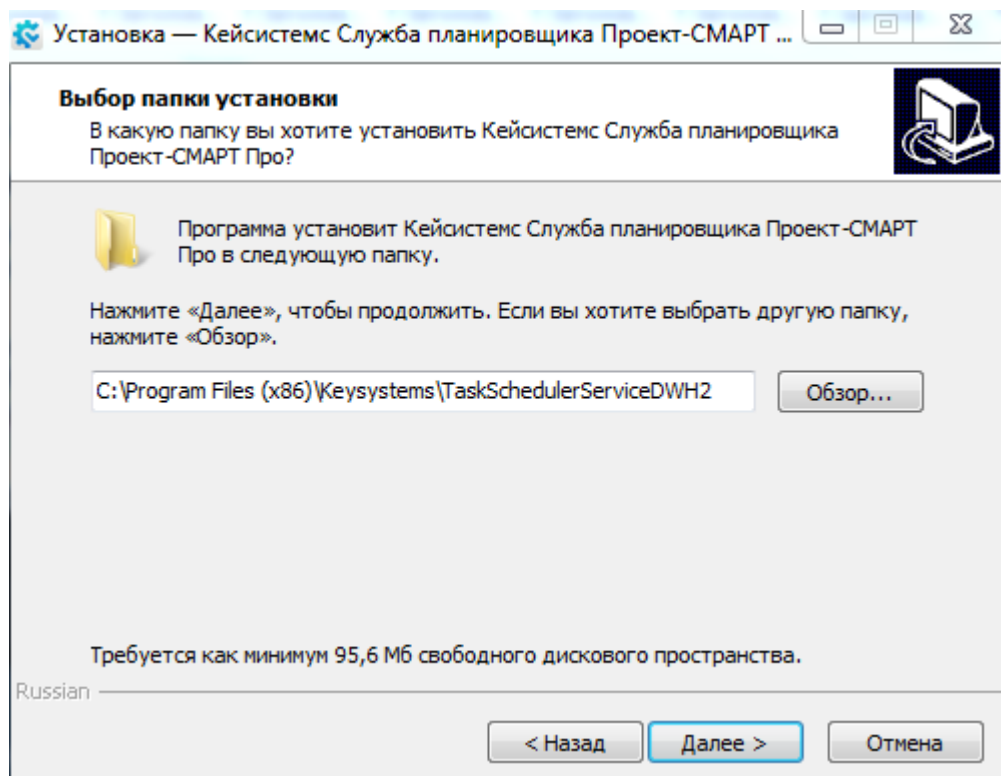 Установка — Кейсистемс Служба планировщика Проект-СМАРТ ...
Выбор папки установки
В какую папку вы хотите установить Кейсистемс Служба планировщика
Проект-СМАРТ Про?
Программа установит Кейсистемс Служба планировщика Проект-СМАРТ
Про в следующую папку.
Нажмите «Далее», чтобы продолжить. Если вы хотите выбрать другую папку,
нажмите «Обзор».
C:\Program Files (x86)\Keysystems\TaskSchedulerServiceDWH2
Обзор...
Требуется как минимум 95,6 Мб свободного дискового пространства.
Russian
< Назад
Далее >
Отмена